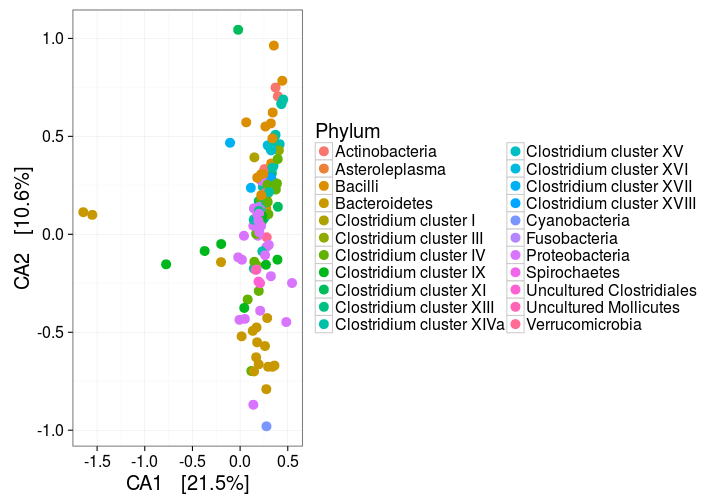 1.0
0.5
0.0
-0.5
-1.0
CA2 [10.6%]
-1.5 -1.0 -0.5 0.0 0.5
CA1 [21.5%]
Phylum
Actinobacteria
Asteroleplasma
Bacilli
Bacteroidetes
Clostridium cluster I
Clostridium cluster III
Clostridium cluster IV
Clostridium cluster IX
Clostridium cluster XI
Clostridium cluster XIII
Clostridium cluster XIVa
Clostridium cluster XV
Clostridium cluster XVI
Clostridium cluster XVII
Clostridium cluster XVIII
Cyanobacteria
Fusobacteria
Proteobacteria
Spirochaetes
Uncultured Clostridiales
Uncultured Mollicutes
Verrucomicrobia